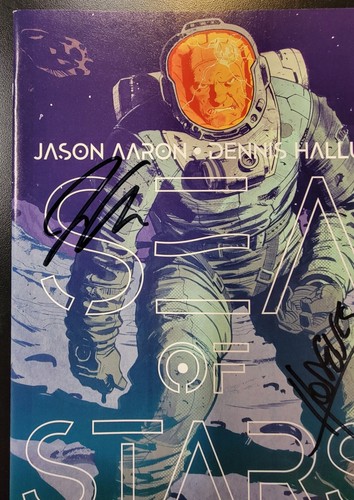 JASON AARON • DENNIS HALLU
SEA
OF
STARS